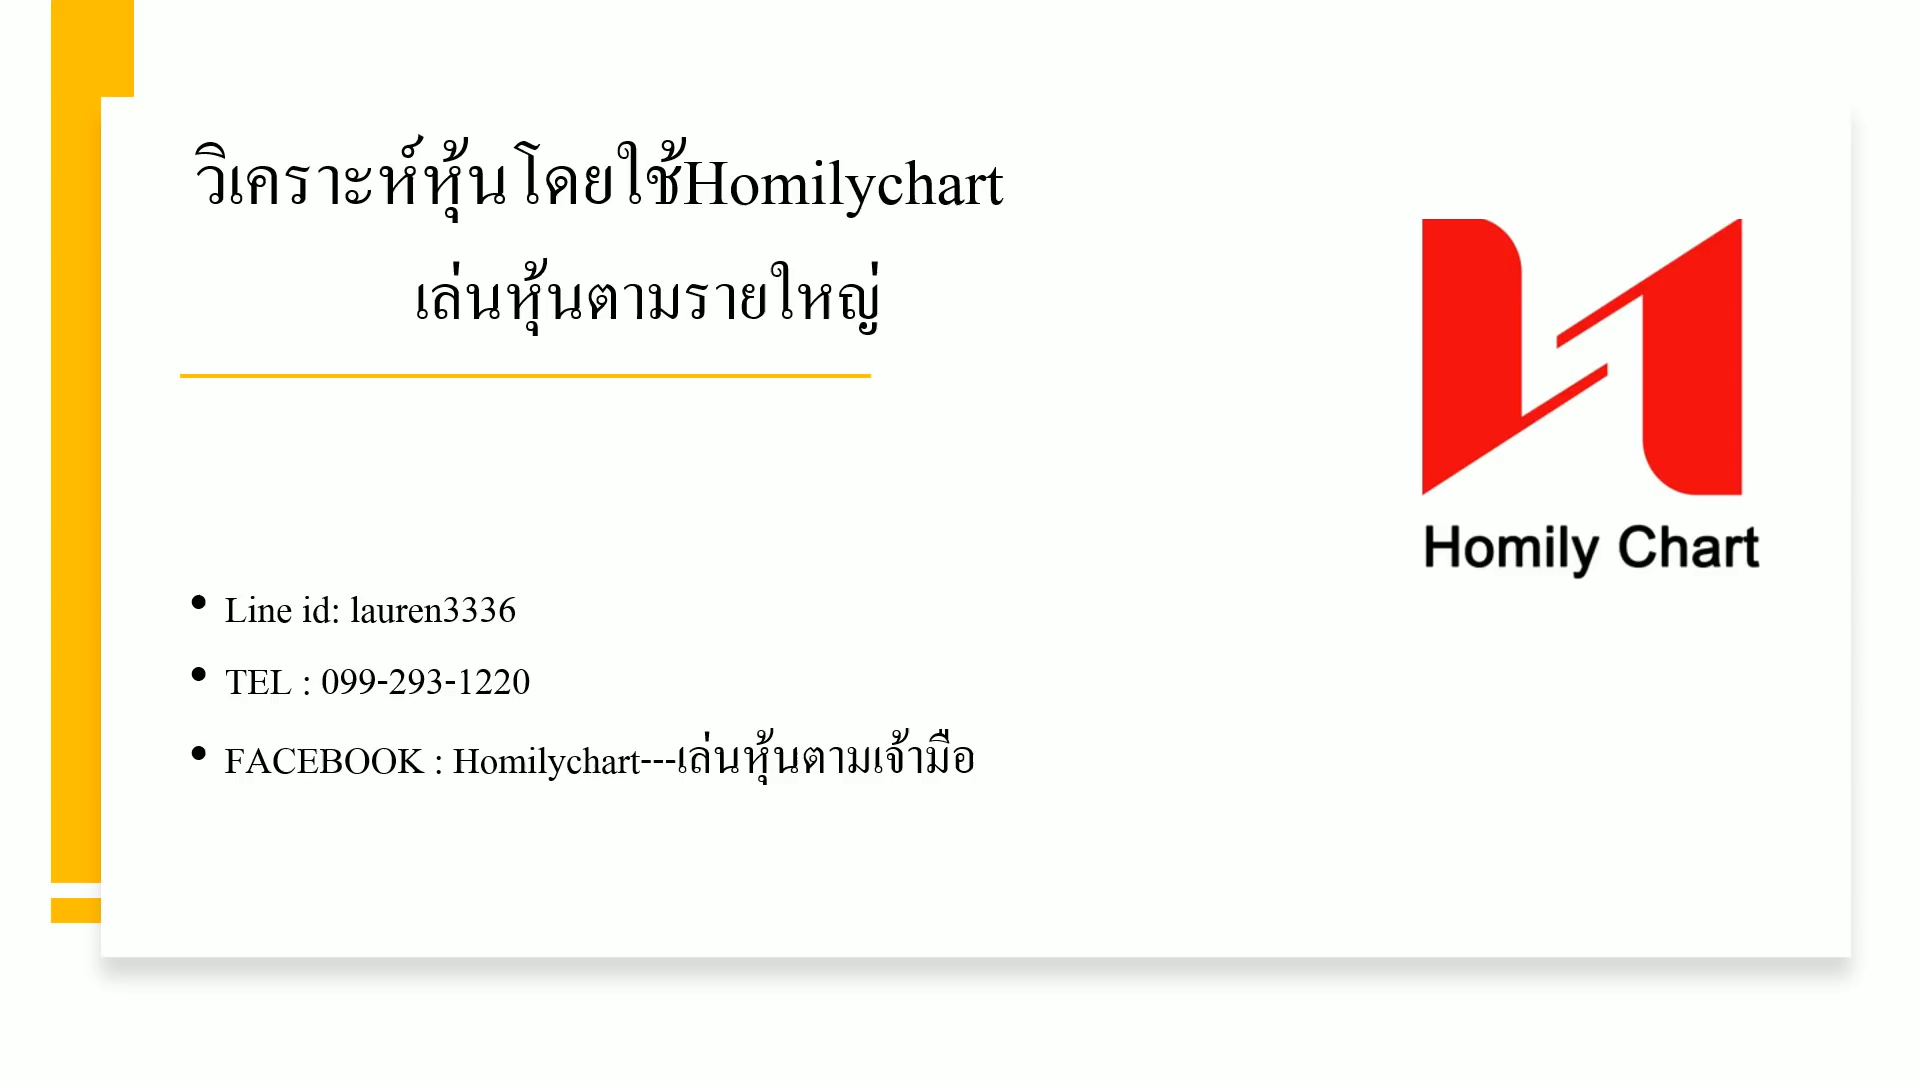 วิเคราะห์หุ้นโดยใช้Homilychart
เล่นหุ้นตามรายใหญ่
Homily Chart
• Line id: lauren3336
• TEL : 099-293-1220
• FACEBOOK : Homilychart---เล่นหุ้นตามเจ้ามือ